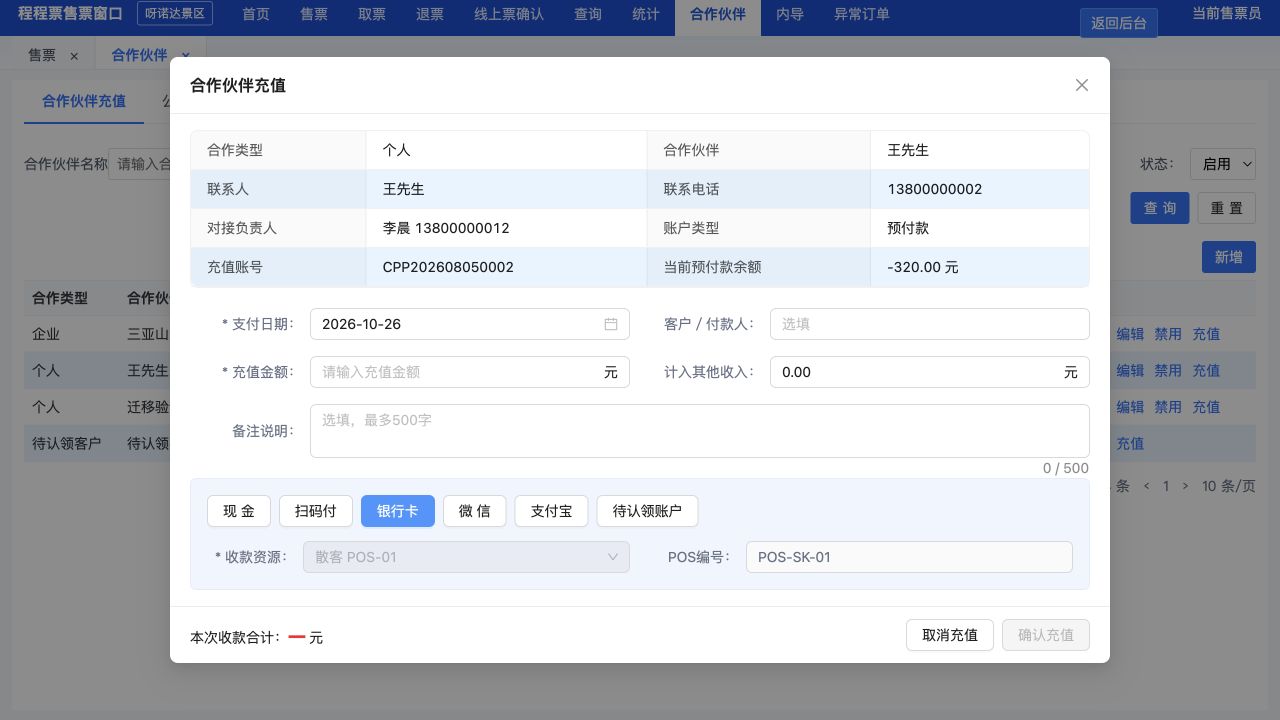 程程票售票窗口 呀诺达景区 首页 售票 取票 退票 线上票确认 查询 统计 合作伙伴 内导 异常订单 返回后台 当前售票员
售票 × 合作伙伴 ×
合作伙伴充值
合作伙伴名称 请输入合 状态： 启用
查 询 重 置
新增
合作类型 合作伙
企业 三亚山 编辑 禁用 充值
个人 王先生 编辑 禁用 充值
个人 迁移验 编辑 禁用 充值
待认领客户 待认领 充值
条 < 1 > 10 条/页
合作伙伴充值
合作类型 个人 合作伙伴 王先生
联系人 王先生 联系电话 13800000002
对接负责人 李晨 13800000012 账户类型 预付款
充值账号 CPP202608050002 当前预付款余额 -320.00 元
* 支付日期： 2026-10-26 客户 / 付款人： 选填
* 充值金额： 请输入充值金额 元 计入其他收入： 0.00 元
备注说明： 选填，最多500字
0 / 500
现 金 扫码付 银行卡 微 信 支付宝 待认领账户
* 收款资源： 散客 POS-01 POS编号： POS-SK-01
本次收款合计：— 元 取消充值 确认充值